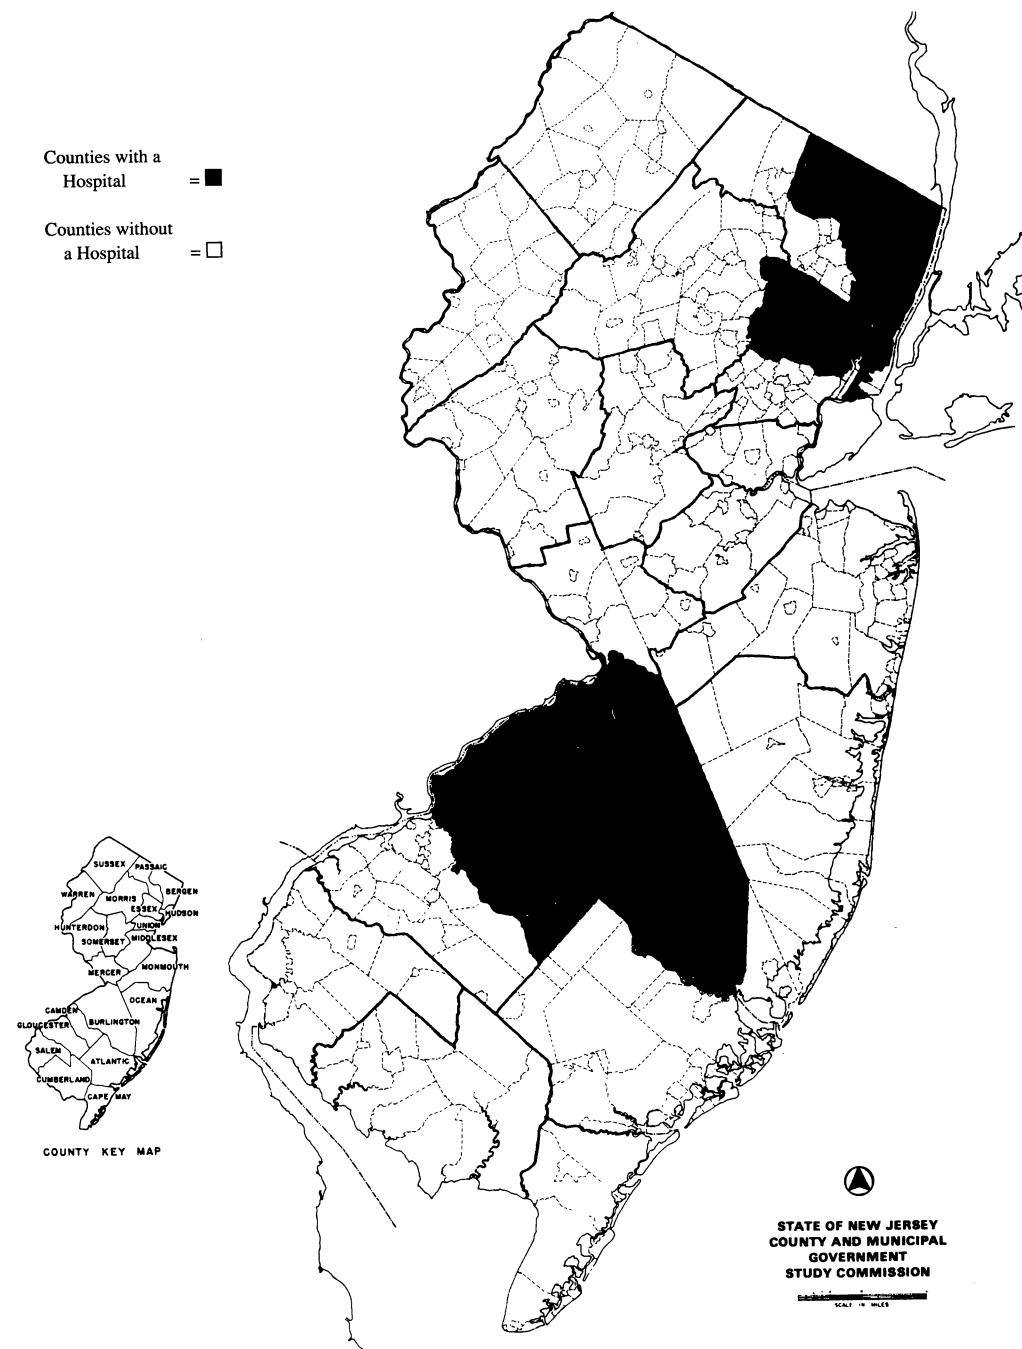 Counties with a
Hospital = ■
Counties without
a Hospital = □
SUSSEX
PASSAIC
WARREN
MORRIS
BERGEN
ESSEX
HUDSON
HUNTERDON
UNION
SOMERSET
MIDDLESEX
MERCER
MONMOUTH
OCEAN
CAMDEN
GLOUCESTER
BURLINGTON
SALEM
ATLANTIC
CUMBERLAND
CAPE MAY
COUNTY KEY MAP
STATE OF NEW JERSEY
COUNTY AND MUNICIPAL
GOVERNMENT
STUDY COMMISSION
SCALE IN MILES